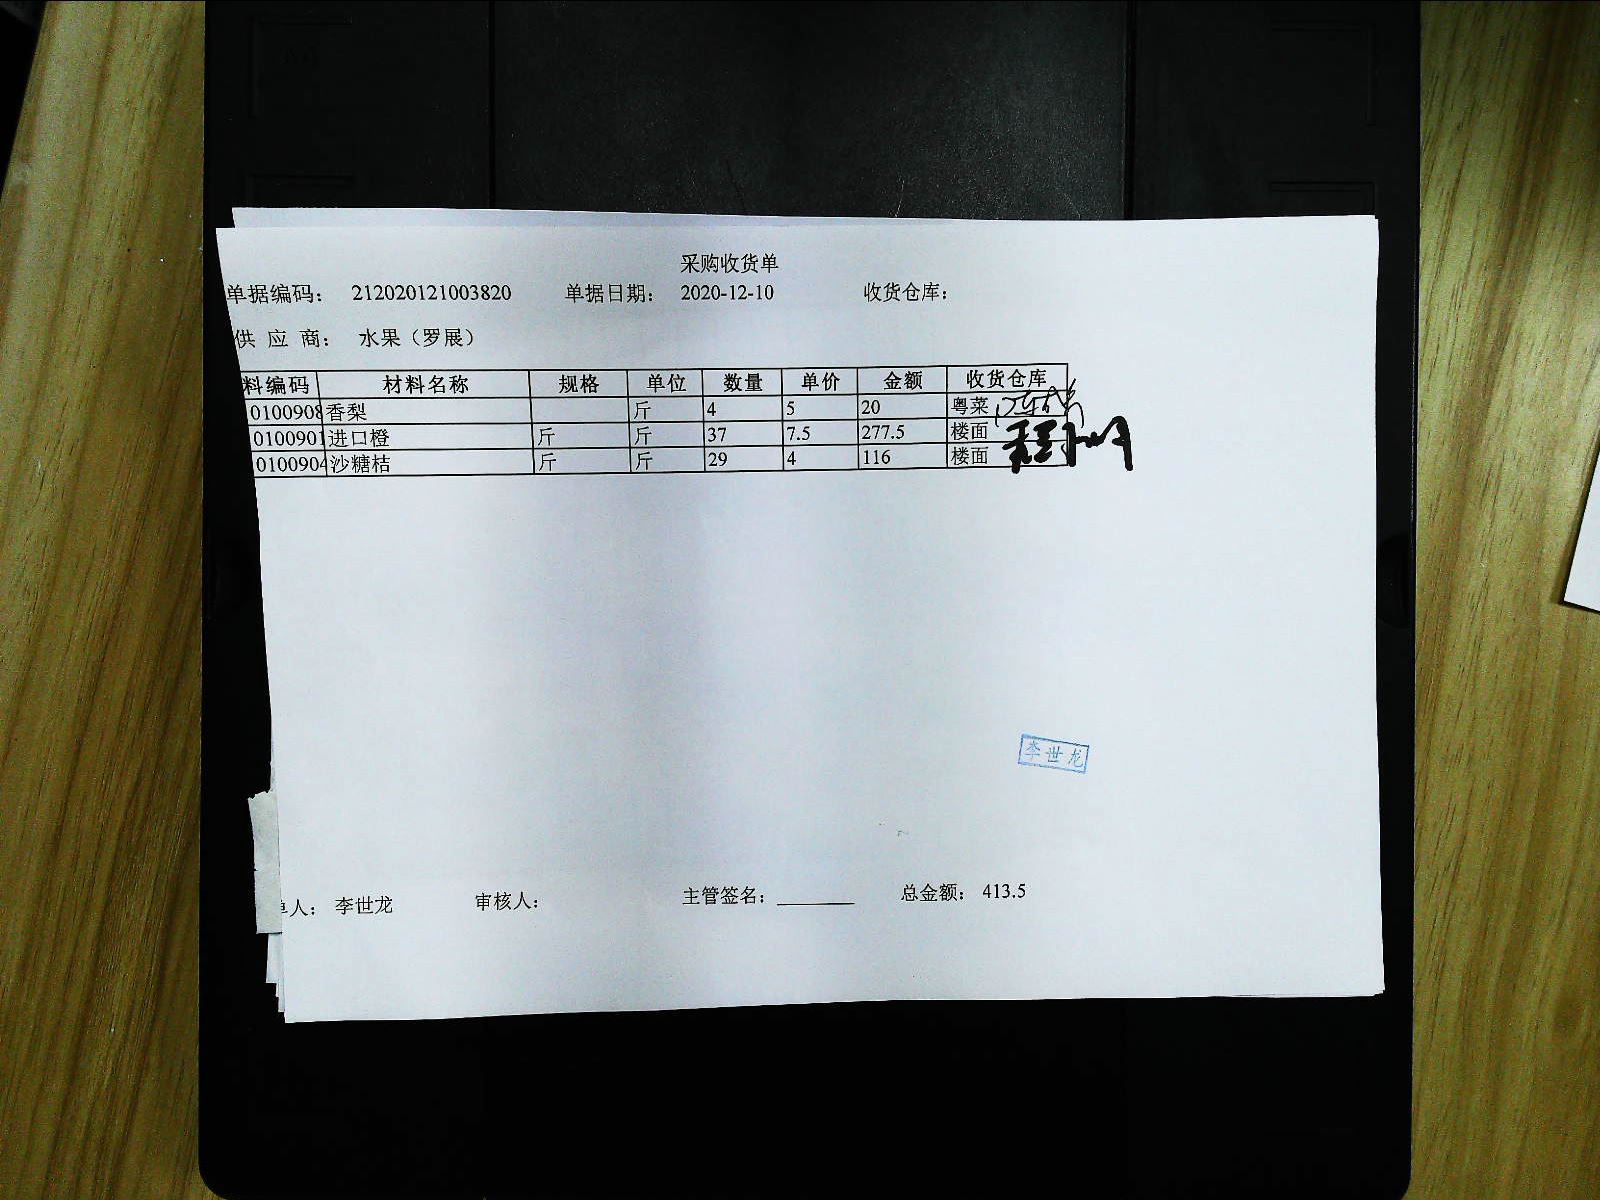 采购收货单
单据编码： 212020121003820 单据日期： 2020-12-10 收货仓库：
供 应 商： 水果（罗展）
料编码 材料名称 规格 单位 数量 单价 金额 收货仓库
0100908 香梨 斤 4 5 20 粤菜
0100901 进口橙 斤 斤 37 7.5 277.5 楼面
0100904 沙糖桔 斤 斤 29 4 116 楼面
李世龙
单人： 李世龙 审核人： 主管签名： 总金额： 413.5